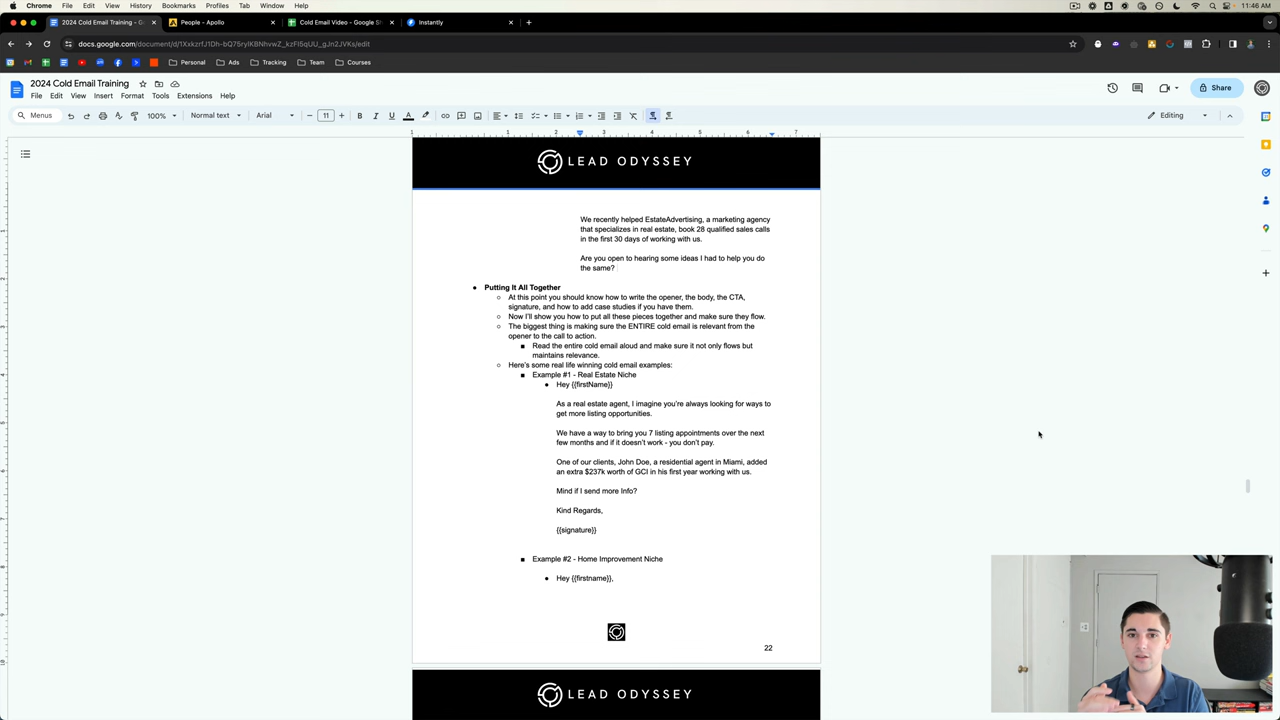 Chrome File Edit View History Bookmarks Profiles Tab Window Help 11:46 AM
2024 Cold Email Training - G People - Apollo Cold Email Video - Google Sh Instantly
Personal Ads Tracking Team Courses
2024 Cold Email Training
File Edit View Insert Format Tools Extensions Help
Share
Menus 100% Normal text Arial 11 Editing
1 1 2 3 4 5 6 7
LEAD ODYSSEY
We recently helped EstateAdvertising, a marketing agency
that specializes in real estate, book 28 qualified sales calls
in the first 30 days of working with us.
Are you open to hearing some ideas I had to help you do
the same?
Putting It All Together
At this point you should know how to write the opener, the body, the CTA,
signature, and how to add case studies if you have them.
Now I'll show you how to put all these pieces together and make sure they flow.
The biggest thing is making sure the ENTIRE cold email is relevant from the
opener to the call to action.
Read the entire cold email aloud and make sure it not only flows but
maintains relevance.
Here's some real life winning cold email examples:
Example #1 - Real Estate Niche
Hey {{firstName}}
As a real estate agent, I imagine you're always looking for ways to
get more listing opportunities.
We have a way to bring you 7 listing appointments over the next
few months and if it doesn't work - you don't pay.
One of our clients, John Doe, a residential agent in Miami, added
an extra $237k worth of GCI in his first year working with us.
Mind if I send more Info?
Kind Regards,
{{signature}}
Example #2 - Home Improvement Niche
Hey {{firstname}},
22
LEAD ODYSSEY